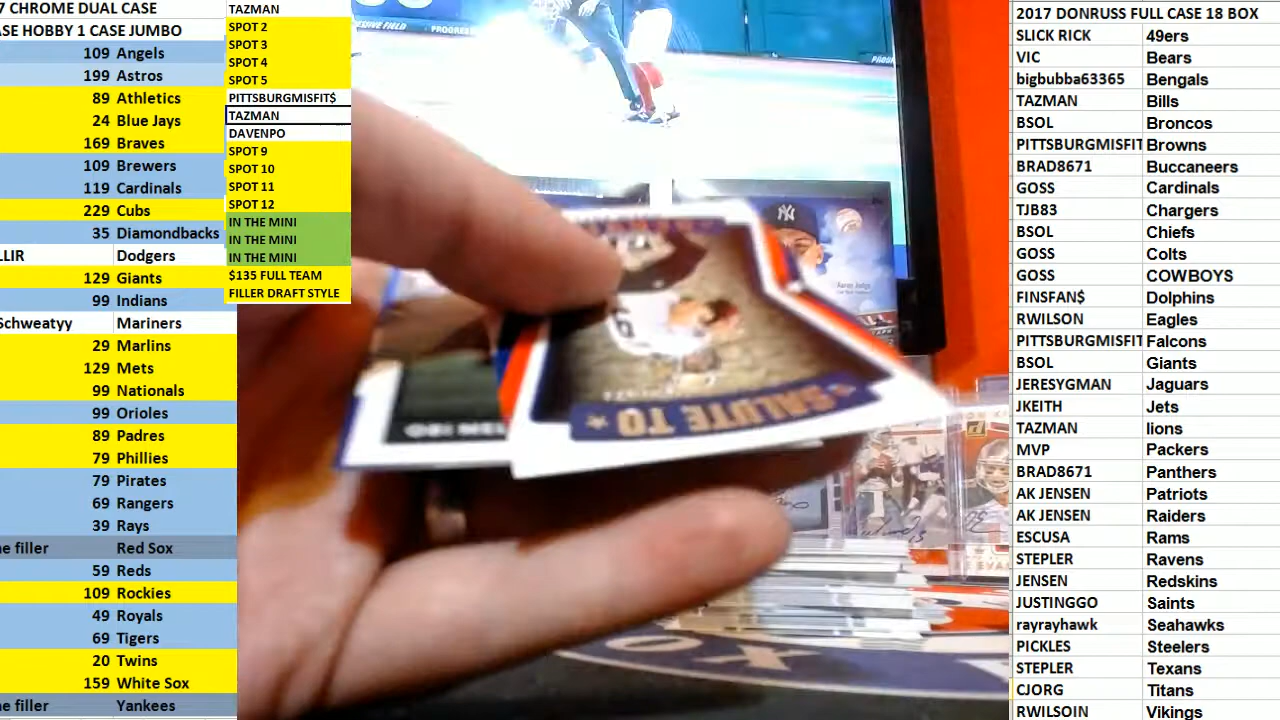 7 CHROME DUAL CASE
ASE HOBBY 1 CASE JUMBO
109 Angels
199 Astros
89 Athletics
24 Blue Jays
169 Braves
109 Brewers
119 Cardinals
229 Cubs
35 Diamondbacks
LLIR Dodgers
129 Giants
99 Indians
Schweatyy Mariners
29 Marlins
129 Mets
99 Nationals
99 Orioles
89 Padres
79 Phillies
79 Pirates
69 Rangers
39 Rays
ne filler Red Sox
59 Reds
109 Rockies
49 Royals
69 Tigers
20 Twins
159 White Sox
ne filler Yankees
TAZMAN
SPOT 2
SPOT 3
SPOT 4
SPOT 5
PITTSBURGMISFIT$
TAZMAN
DAVENPO
SPOT 9
SPOT 10
SPOT 11
SPOT 12
IN THE MINI
IN THE MINI
IN THE MINI
$135 FULL TEAM
FILLER DRAFT STYLE
SALUTE TO
Aaron Judge
2017 DONRUSS FULL CASE 18 BOX
SLICK RICK 49ers
VIC Bears
bigbubba63365 Bengals
TAZMAN Bills
BSOL Broncos
PITTSBURGMISFIT Browns
BRAD8671 Buccaneers
GOSS Cardinals
TJB83 Chargers
BSOL Chiefs
GOSS Colts
GOSS COWBOYS
FINSFAN$ Dolphins
RWILSON Eagles
PITTSBURGMISFIT Falcons
BSOL Giants
JERESYGMAN Jaguars
JKEITH Jets
TAZMAN lions
MVP Packers
BRAD8671 Panthers
AK JENSEN Patriots
AK JENSEN Raiders
ESCUSA Rams
STEPLER Ravens
JENSEN Redskins
JUSTINGGO Saints
rayrayhawk Seahawks
PICKLES Steelers
STEPLER Texans
CJORG Titans
RWILSOIN Vikings